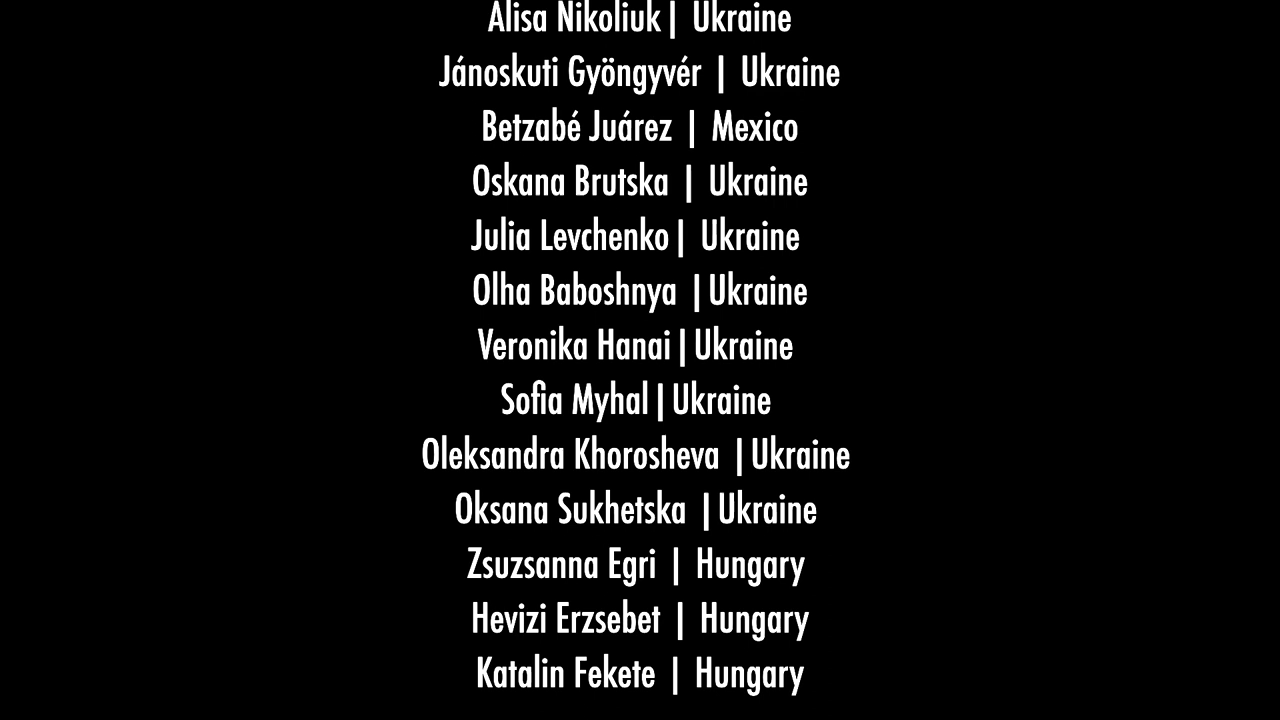 Alisa Nikoliuk | Ukraine
Jánoskuti Gyöngyvér | Ukraine
Betzabé Juárez | Mexico
Oskana Brutska | Ukraine
Julia Levchenko | Ukraine
Olha Baboshnya | Ukraine
Veronika Hanai | Ukraine
Sofia Myhal | Ukraine
Oleksandra Khorosheva | Ukraine
Oksana Sukhetska | Ukraine
Zsuzsanna Egri | Hungary
Hevizi Erzsebet | Hungary
Katalin Fekete | Hungary